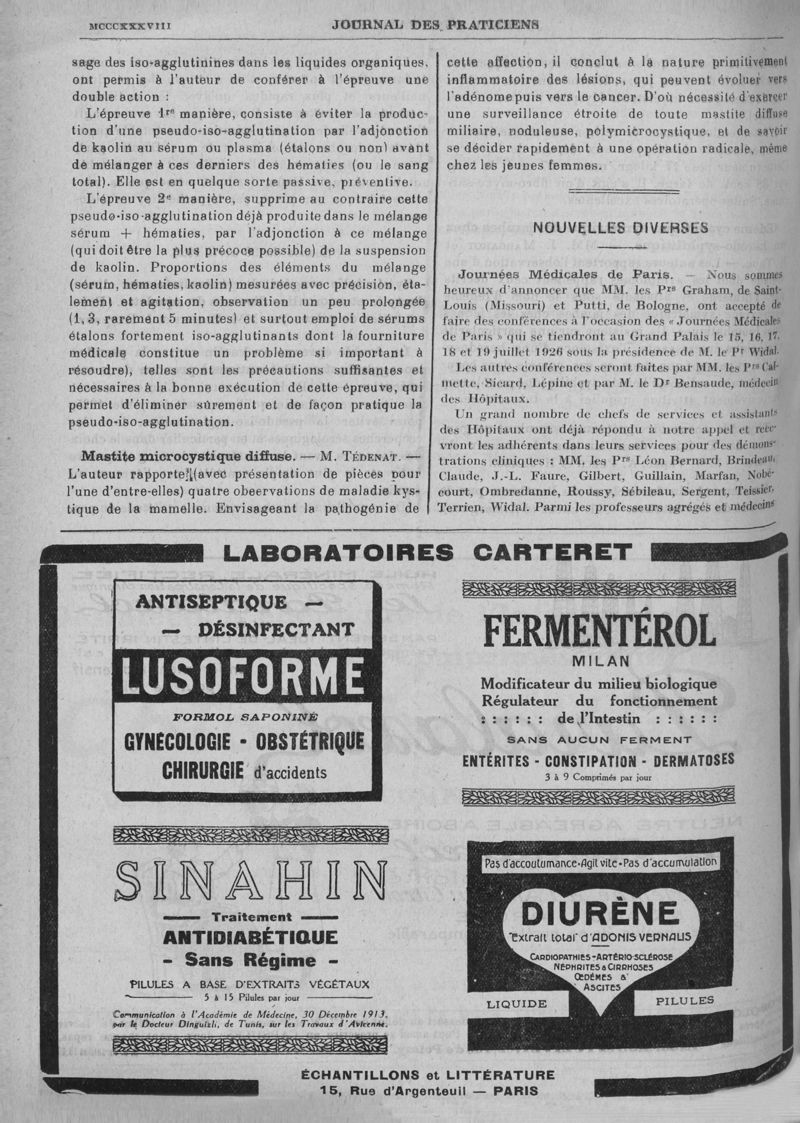 MCCCXXXVIII
JOURNAL DES PRATICIENS
sage des iso-agglutinines dans les liquides organiques,
ont permis à l'auteur de conférer à l'épreuve une
double action :
L'épreuve 1re manière, consiste à éviter la produc-
tion d'une pseudo-iso-agglutination par l'adjonction
de kaolin au sérum ou plasma (étalons ou non) avant
de mélanger à ces derniers des hématies (ou le sang
total). Elle est en quelque sorte passive, préventive.
L'épreuve 2e manière, supprime au contraire cette
pseudo-iso-agglutination déjà produite dans le mélange
sérum + hématies, par l'adjonction à ce mélange
(qui doit être la plus précoce possible) de la suspension
de kaolin. Proportions des éléments du mélange
(sérum, hématies, kaolin) mesurées avec précision, éta-
lement et agitation, observation un peu prolongée
(1, 3, rarement 5 minutes) et surtout emploi de sérums
étalons fortement iso-agglutinants dont la fourniture
médicale constitue un problème si important à
résoudre), telles sont les précautions suffisantes et
nécessaires à la bonne exécution de cette épreuve, qui
permet d'éliminer sûrement et de façon pratique la
pseudo-iso-agglutination.
Mastite microcystique diffuse. — M. TÉDENAT. —
L'auteur rapporte (avec présentation de pièces pour
l'une d'entre-elles) quatre obeervations de maladie kys-
tique de la mamelle. Envisageant la pathogénie de
cette affection, il conclut à la nature primitivement
inflammatoire des lésions, qui peuvent évoluer vers
l'adénome puis vers le cancer. D'où nécessité d'exercer
une surveillance étroite de toute mastite diffuse
miliaire, noduleuse, polymicrocystique, et de savoir
se décider rapidement à une opération radicale, même
chez les jeunes femmes.
NOUVELLES DIVERSES
Journées Médicales de Paris. — Nous sommes
heureux d'annoncer que MM. les Prs Graham, de Saint-
Louis (Missouri) et Putti, de Bologne, ont accepté de
faire des conférences à l'occasion des « Journées Médicales
de Paris » qui se tiendront au Grand Palais le 15, 16, 17,
18 et 19 juillet 1926 sous la présidence de M. le Pr Widal.
Les autres conférences seront faites par MM. les Prs Cal-
mette, Sicard, Lépine et par M. le Dr Bensaude, médecin
des Hôpitaux.
Un grand nombre de chefs de services et assistants
des Hôpitaux ont déjà répondu à notre appel et rece-
vront les adhérents dans leurs services pour des démons-
trations cliniques : MM. les Prs Léon Bernard, Brindeau,
Claude, J.-L. Faure, Gilbert, Guillain, Marfan, Nobé-
court, Ombredanne, Roussy, Sébileau, Sergent, Teissier,
Terrien, Widal. Parmi les professeurs agrégés et médecins
LABORATOIRES CARTERET
ANTISEPTIQUE —
— DÉSINFECTANT
LUSOFORME
FORMOL SAPONINÉ
GYNÉCOLOGIE - OBSTÉTRIQUE
CHIRURGIE d'accidents
FERMENTÉROL
MILAN
Modificateur du milieu biologique
Régulateur du fonctionnement
: : : : : : de l'Intestin : : : : : :
SANS AUCUN FERMENT
ENTÉRITES - CONSTIPATION - DERMATOSES
3 à 9 Comprimés par jour
SINAHIN
Traitement
ANTIDIABÉTIQUE
- Sans Régime -
PILULES A BASE D'EXTRAITS VÉGÉTAUX
5 à 15 Pilules par jour
Communication à l'Académie de Médecine, 30 Décembre 1913,
par le Docteur Dinguizli, de Tunis, sur les Travaux d'Avicenne.
Pas d'accoutumance-Agit vite-Pas d'accumulation
DIURÈNE
"Extrait total" d'ADONIS VERNALIS
CARDIOPATHIES-ARTÉRIO-SCLÉROSE
NÉPHRITES & CIRRHOSES
ŒDÈMES &
ASCITES
LIQUIDE
PILULES
ÉCHANTILLONS et LITTÉRATURE
15, Rue d'Argenteuil — PARIS